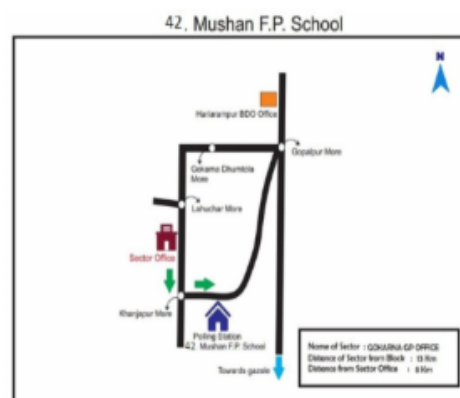 42. Mushan F.P. School
N
Harirampur BDO Office
Gopalpur More
Gokarna Dhumtola
More
Lahuchar More
Sector Office
Khanjapur More
Polling Station
42. Mushan F.P. School
Towards gazole
Name of Sector : GOKARNA GP OFFICE
Distance of Sector from Block : 13 Km
Distance from Sector Office : 8 Km